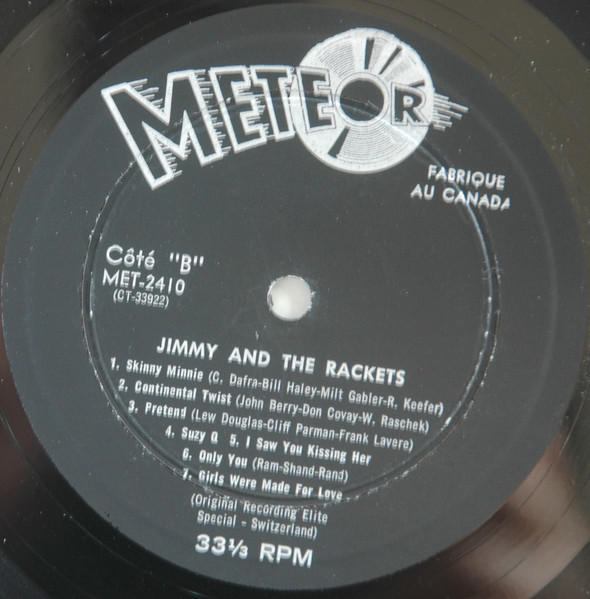 METEOR
FABRIQUE
AU CANADA
Côté "B"
MET-2410
(CT-33922)
JIMMY AND THE RACKETS
1. Skinny Minnie (C. Dafra-Bill Haley-Milt Gabler-R. Keefer)
2. Continental Twist (John Berry-Don Covay-W. Raschek)
3. Pretend (Lew Douglas-Cliff Parman-Frank Lavere)
4. Suzy Q 5. I Saw You Kissing Her
6. Only You (Ram-Shand-Rand)
7. Girls Were Made For Love
(Original Recording Elite
Special - Switzerland)
33⅓ RPM